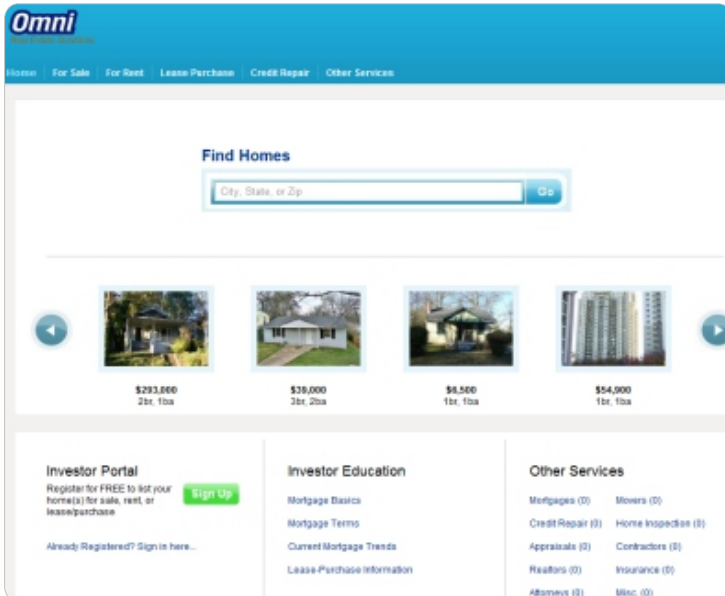 Omni
Home For Sale For Rent Lease Purchase Credit Repair Other Services
Find Homes
City, State, or Zip Go
$293,000 $39,000 $6,500 $54,900
2br, 1ba 3br, 2ba 1br, 1ba 1br, 1ba
Investor Portal
Register for FREE to list your
home(s) for sale, rent, or
lease/purchase
Sign Up
Already Registered? Sign in here...
Investor Education
Mortgage Basics
Mortgage Terms
Current Mortgage Trends
Lease-Purchase Information
Other Services
Mortgages (0) Movers (0)
Credit Repair (0) Home Inspection (0)
Appraisals (0) Contractors (0)
Realtors (0) Insurance (0)
Attorneys (0) Misc. (0)